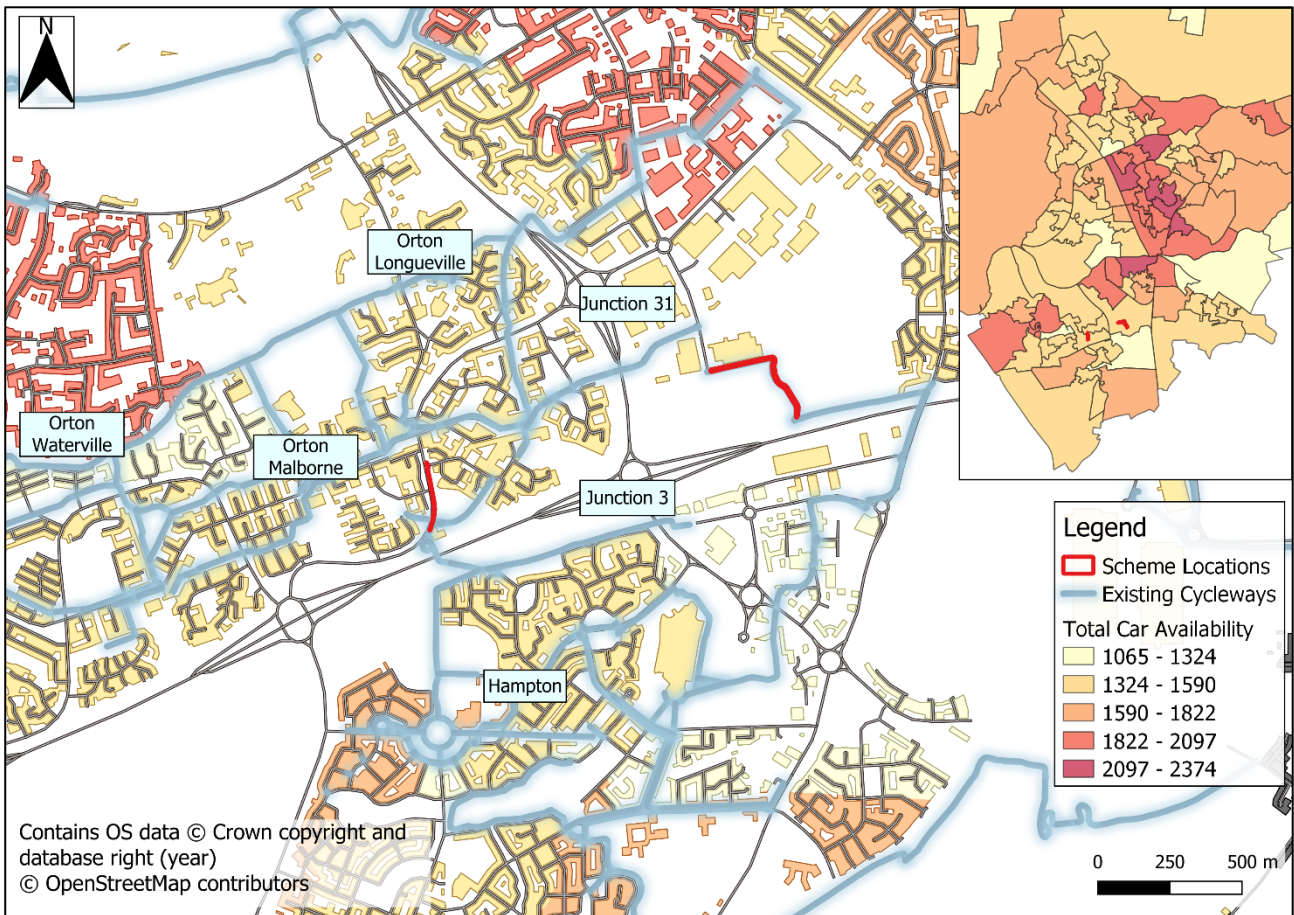 N
Orton
Longueville
Junction 31
Orton
Waterville
Orton
Malborne
Junction 3
Hampton
Legend
Scheme Locations
Existing Cycleways
Total Car Availability
1065 - 1324
1324 - 1590
1590 - 1822
1822 - 2097
2097 - 2374
Contains OS data © Crown copyright and
database right (year)
© OpenStreetMap contributors
0 250 500 m